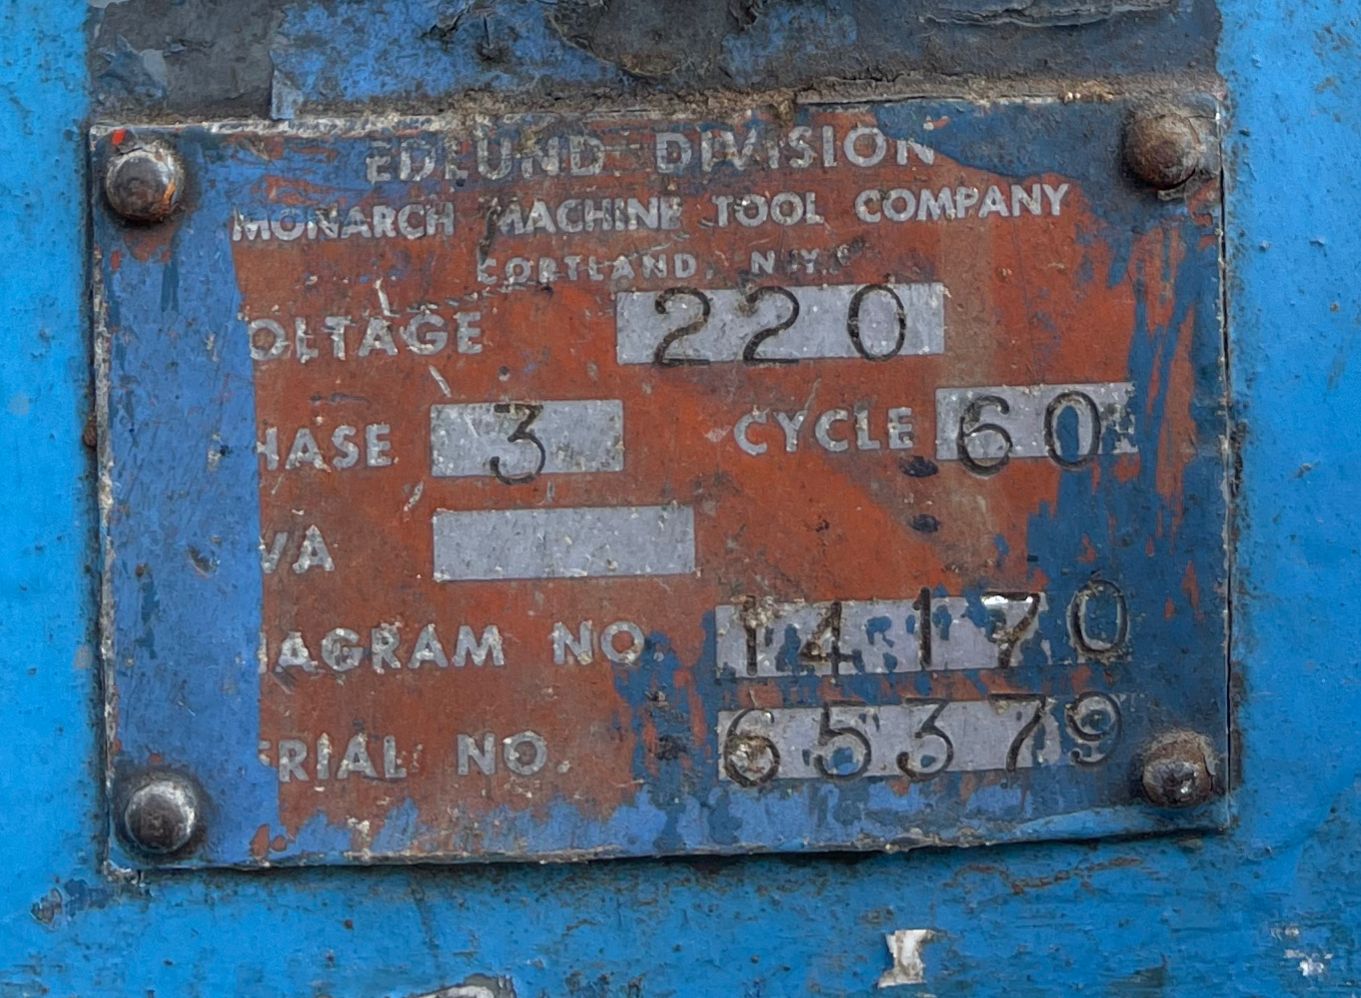 EDLUND DIVISION
MONARCH MACHINE TOOL COMPANY
CORTLAND, N.Y.
OLTAGE 220
HASE 3 CYCLE 60
VA
IAGRAM NO. 14170
ERIAL NO. 65379